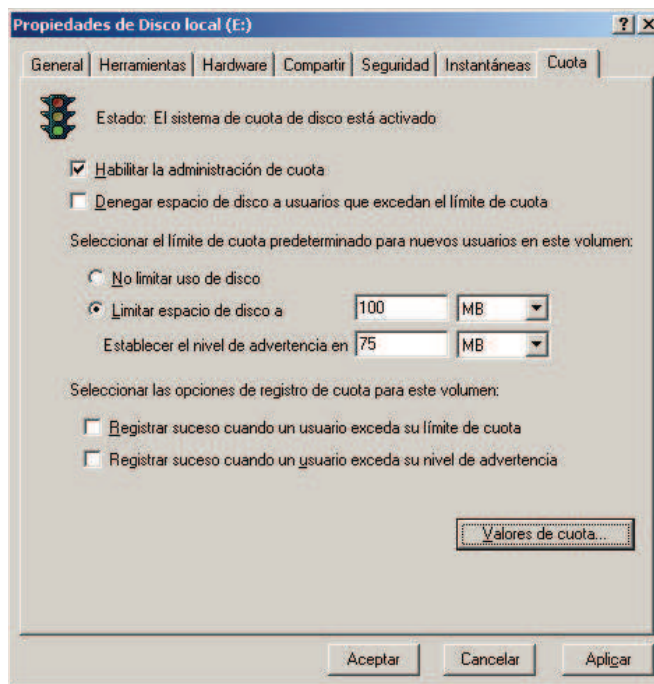 Propiedades de Disco local (E:)
General Herramientas Hardware Compartir Seguridad Instantáneas Cuota
Estado: El sistema de cuota de disco está activado
Habilitar la administración de cuota
Denegar espacio de disco a usuarios que excedan el límite de cuota
Seleccionar el límite de cuota predeterminado para nuevos usuarios en este volumen:
No limitar uso de disco
Limitar espacio de disco a 100 MB
Establecer el nivel de advertencia en 75 MB
Seleccionar las opciones de registro de cuota para este volumen:
Registrar suceso cuando un usuario exceda su límite de cuota
Registrar suceso cuando un usuario exceda su nivel de advertencia
Valores de cuota...
Aceptar Cancelar Aplicar